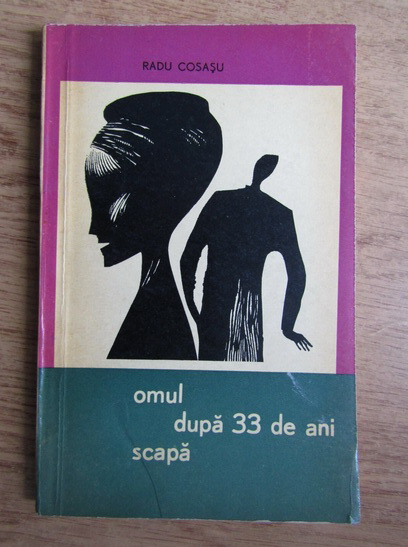 RADU COSAȘU
omul
după 33 de ani
scapă